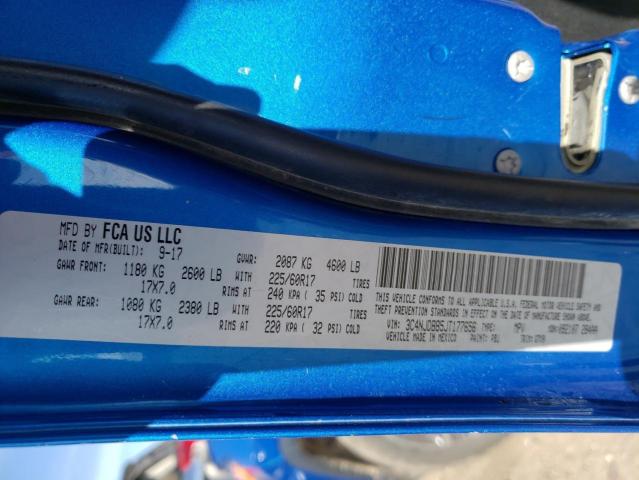 MFD BY FCA US LLC
DATE OF MFR(BUILT): 9-17 GVWR: 2087 KG 4600 LB
GAWR FRONT: 1180 KG 2600 LB WITH 225/60R17 TIRES
17X7.0 RIMS AT 240 KPA ( 35 PSI) COLD
GAWR REAR: 1080 KG 2380 LB WITH 225/60R17 TIRES
17X7.0 RIMS AT 220 KPA ( 32 PSI) COLD
THIS VEHICLE CONFORMS TO ALL APPLICABLE U.S.A. FEDERAL MOTOR VEHICLE SAFETY AND
THEFT PREVENTION STANDARDS IN EFFECT ON THE DATE OF MANUFACTURE SHOWN ABOVE.
VIN: 3C4NJDBB5JT177656 TYPE: MPV MDH:
VEHICLE MADE IN MEXICO PAINT: PBJ TRIM: